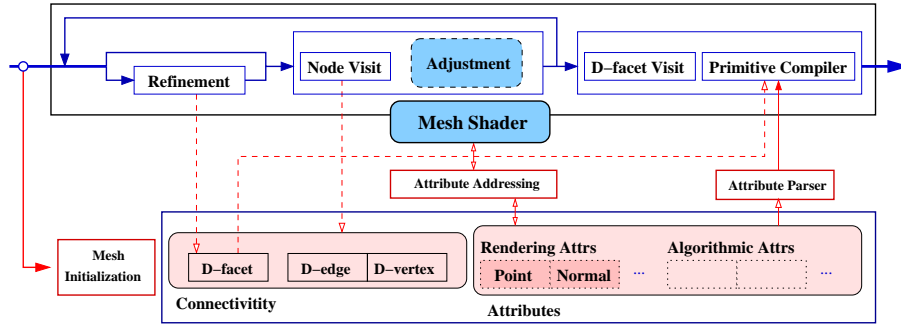 Refinement
Node Visit
Adjustment
D-facet Visit
Primitive Compiler
Mesh Shader
Attribute Addressing
Attribute Parser
Mesh
Initialization
D-facet
D-edge
D-vertex
Connectivitity
Rendering Attrs
Algorithmic Attrs
Point
Normal
...
...
Attributes